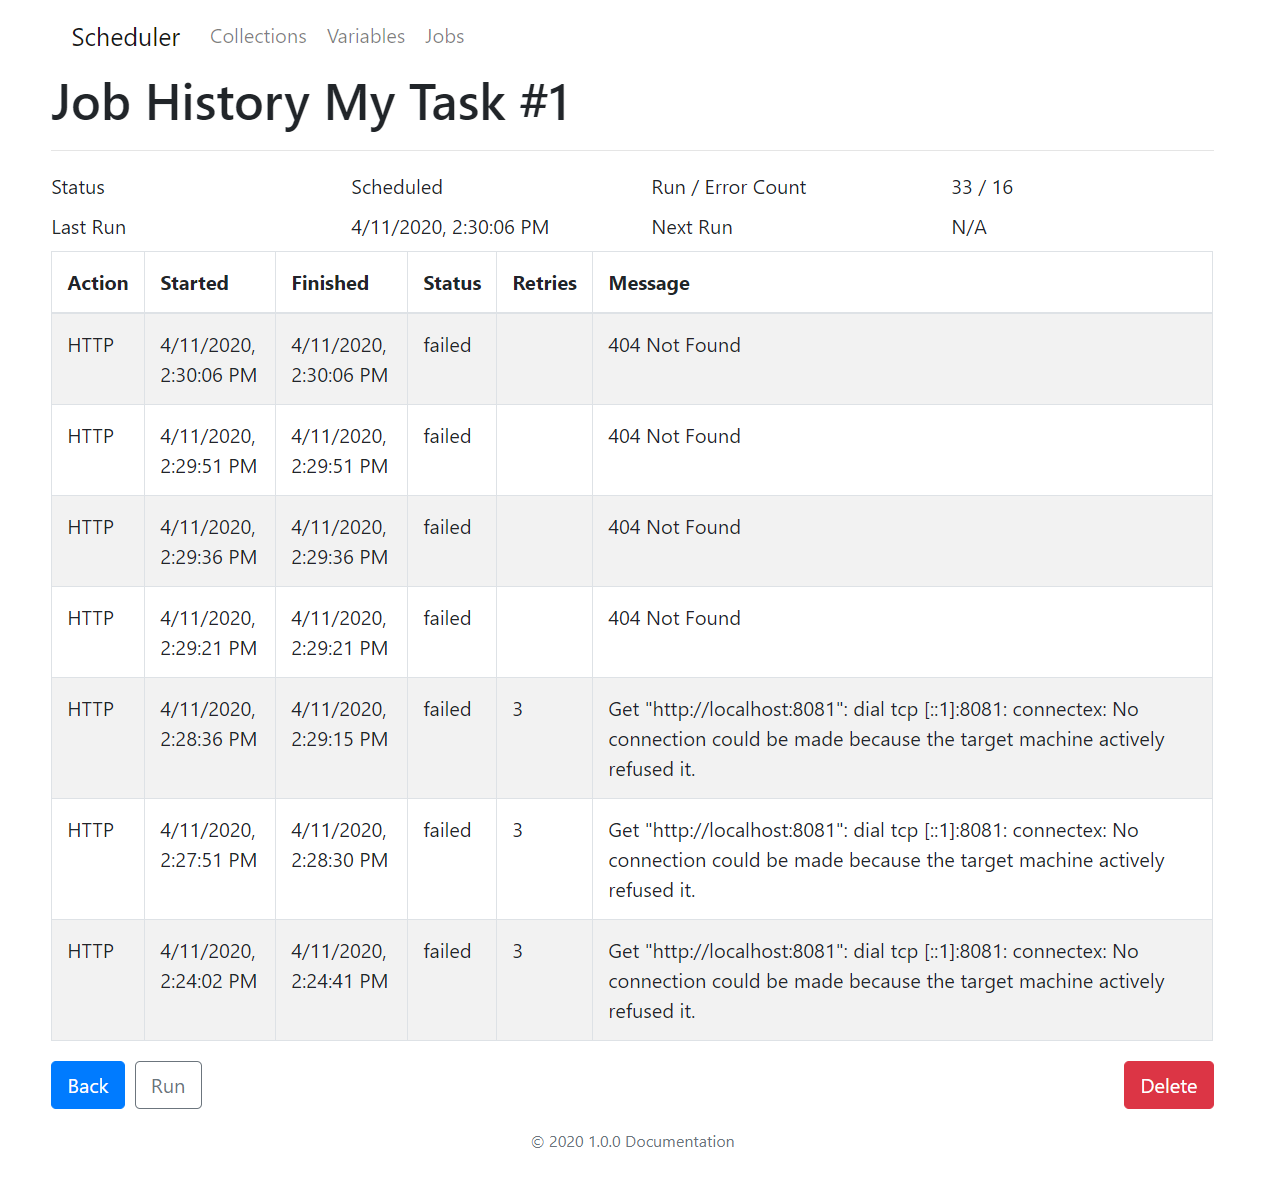 Scheduler Collections Variables Jobs
Job History My Task #1
Status Scheduled Run / Error Count 33 / 16
Last Run 4/11/2020, 2:30:06 PM Next Run N/A
Action Started Finished Status Retries Message
HTTP 4/11/2020, 4/11/2020, failed 404 Not Found
2:30:06 PM 2:30:06 PM
HTTP 4/11/2020, 4/11/2020, failed 404 Not Found
2:29:51 PM 2:29:51 PM
HTTP 4/11/2020, 4/11/2020, failed 404 Not Found
2:29:36 PM 2:29:36 PM
HTTP 4/11/2020, 4/11/2020, failed 404 Not Found
2:29:21 PM 2:29:21 PM
HTTP 4/11/2020, 4/11/2020, failed 3 Get "http://localhost:8081": dial tcp [::1]:8081: connectex: No
2:28:36 PM 2:29:15 PM connection could be made because the target machine actively
refused it.
HTTP 4/11/2020, 4/11/2020, failed 3 Get "http://localhost:8081": dial tcp [::1]:8081: connectex: No
2:27:51 PM 2:28:30 PM connection could be made because the target machine actively
refused it.
HTTP 4/11/2020, 4/11/2020, failed 3 Get "http://localhost:8081": dial tcp [::1]:8081: connectex: No
2:24:02 PM 2:24:41 PM connection could be made because the target machine actively
refused it.
Back Run Delete
© 2020 1.0.0 Documentation